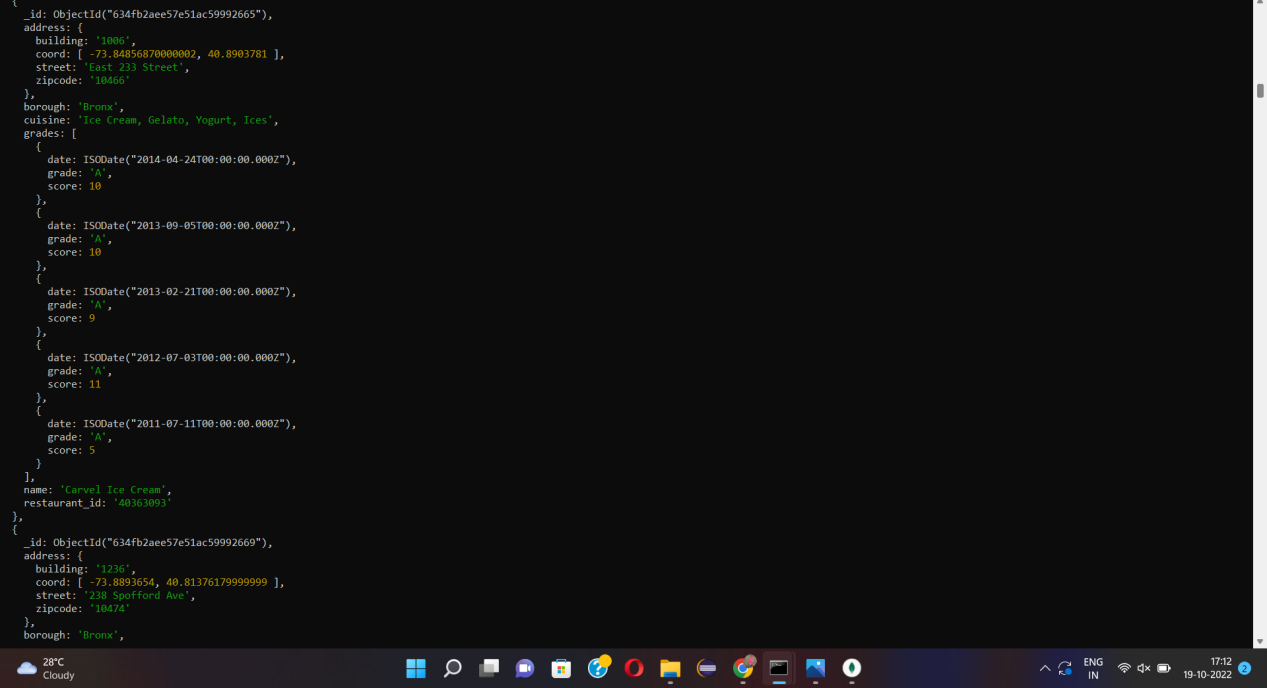 {
_id: ObjectId("634fb2aee57e51ac59992665"),
address: {
building: '1006',
coord: [ -73.84856870000002, 40.8903781 ],
street: 'East 233 Street',
zipcode: '10466'
},
borough: 'Bronx',
cuisine: 'Ice Cream, Gelato, Yogurt, Ices',
grades: [
{
date: ISODate("2014-04-24T00:00:00.000Z"),
grade: 'A',
score: 10
},
{
date: ISODate("2013-09-05T00:00:00.000Z"),
grade: 'A',
score: 10
},
{
date: ISODate("2013-02-21T00:00:00.000Z"),
grade: 'A',
score: 9
},
{
date: ISODate("2012-07-03T00:00:00.000Z"),
grade: 'A',
score: 11
},
{
date: ISODate("2011-07-11T00:00:00.000Z"),
grade: 'A',
score: 5
}
],
name: 'Carvel Ice Cream',
restaurant_id: '40363093'
},
{
_id: ObjectId("634fb2aee57e51ac59992669"),
address: {
building: '1236',
coord: [ -73.8893654, 40.81376179999999 ],
street: '238 Spofford Ave',
zipcode: '10474'
},
borough: 'Bronx',
28°C
Cloudy
ENG
IN
17:12
19-10-2022
2